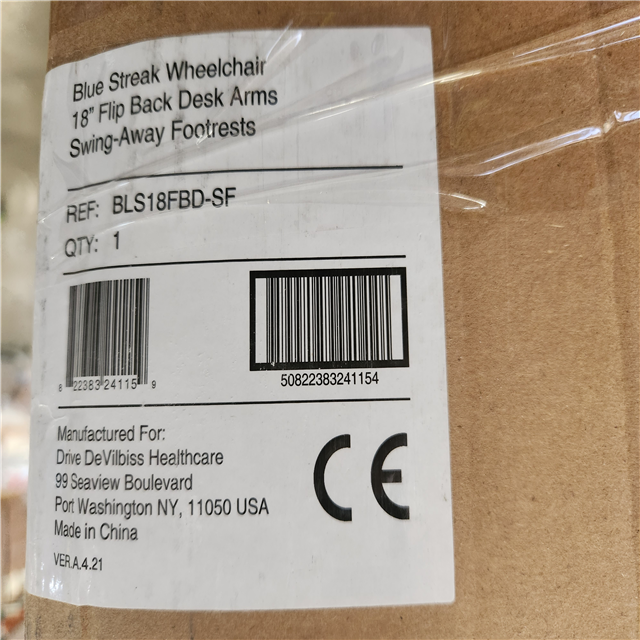 Blue Streak Wheelchair
18” Flip Back Desk Arms
Swing-Away Footrests
REF: BLS18FBD-SF
QTY: 1
8 22383 24115 9
50822383241154
Manufactured For:
Drive DeVilbiss Healthcare
99 Seaview Boulevard
Port Washington NY, 11050 USA
Made in China
CE
VER.A.4.21